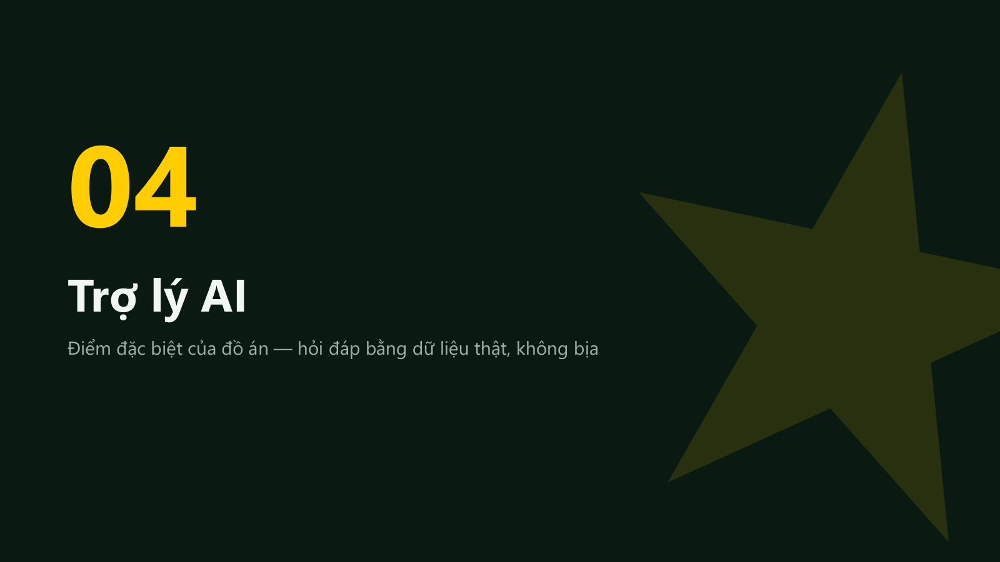 04
Trợ lý AI
Điểm đặc biệt của đồ án — hỏi đáp bằng dữ liệu thật, không bịa